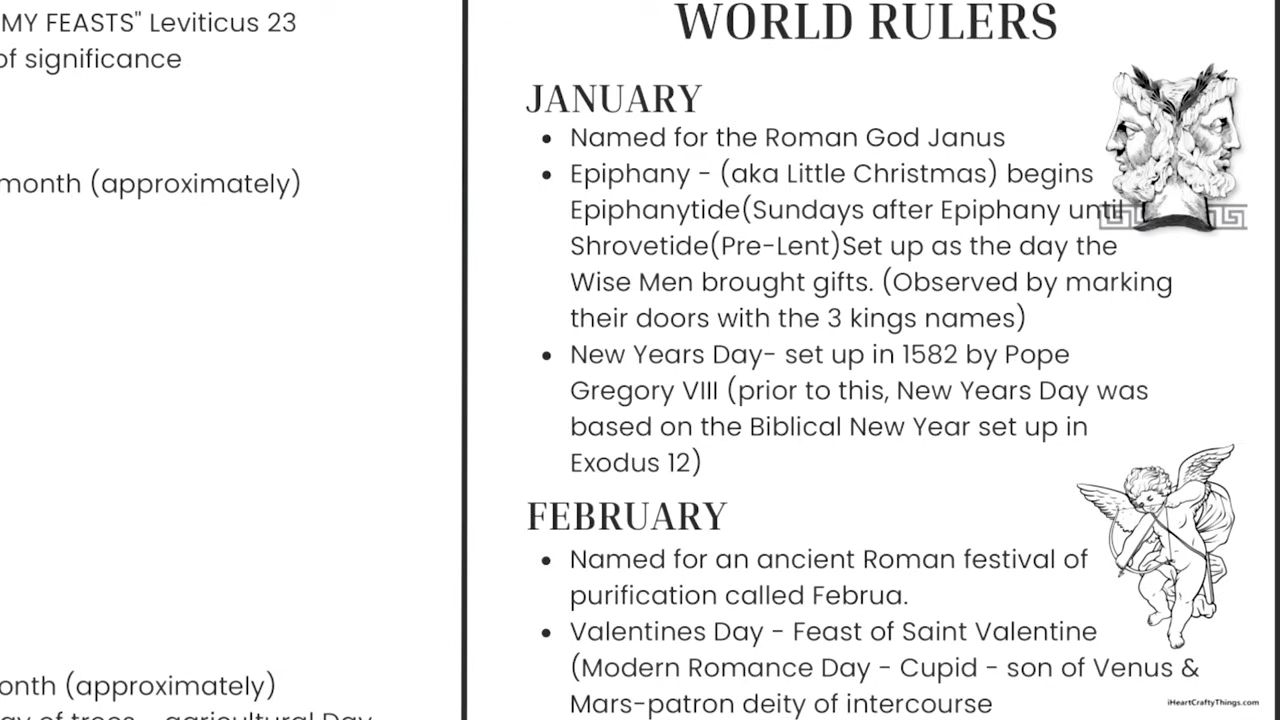 MY FEASTS" Leviticus 23
of significance
month (approximately)
onth (approximately)
WORLD RULERS
JANUARY
• Named for the Roman God Janus
• Epiphany - (aka Little Christmas) begins
Epiphanytide(Sundays after Epiphany until
Shrovetide(Pre-Lent)Set up as the day the
Wise Men brought gifts. (Observed by marking
their doors with the 3 kings names)
• New Years Day- set up in 1582 by Pope
Gregory VIII (prior to this, New Years Day was
based on the Biblical New Year set up in
Exodus 12)
FEBRUARY
• Named for an ancient Roman festival of
purification called Februa.
• Valentines Day - Feast of Saint Valentine
(Modern Romance Day - Cupid - son of Venus &
Mars-patron deity of intercourse
iHeartCraftyThings.com